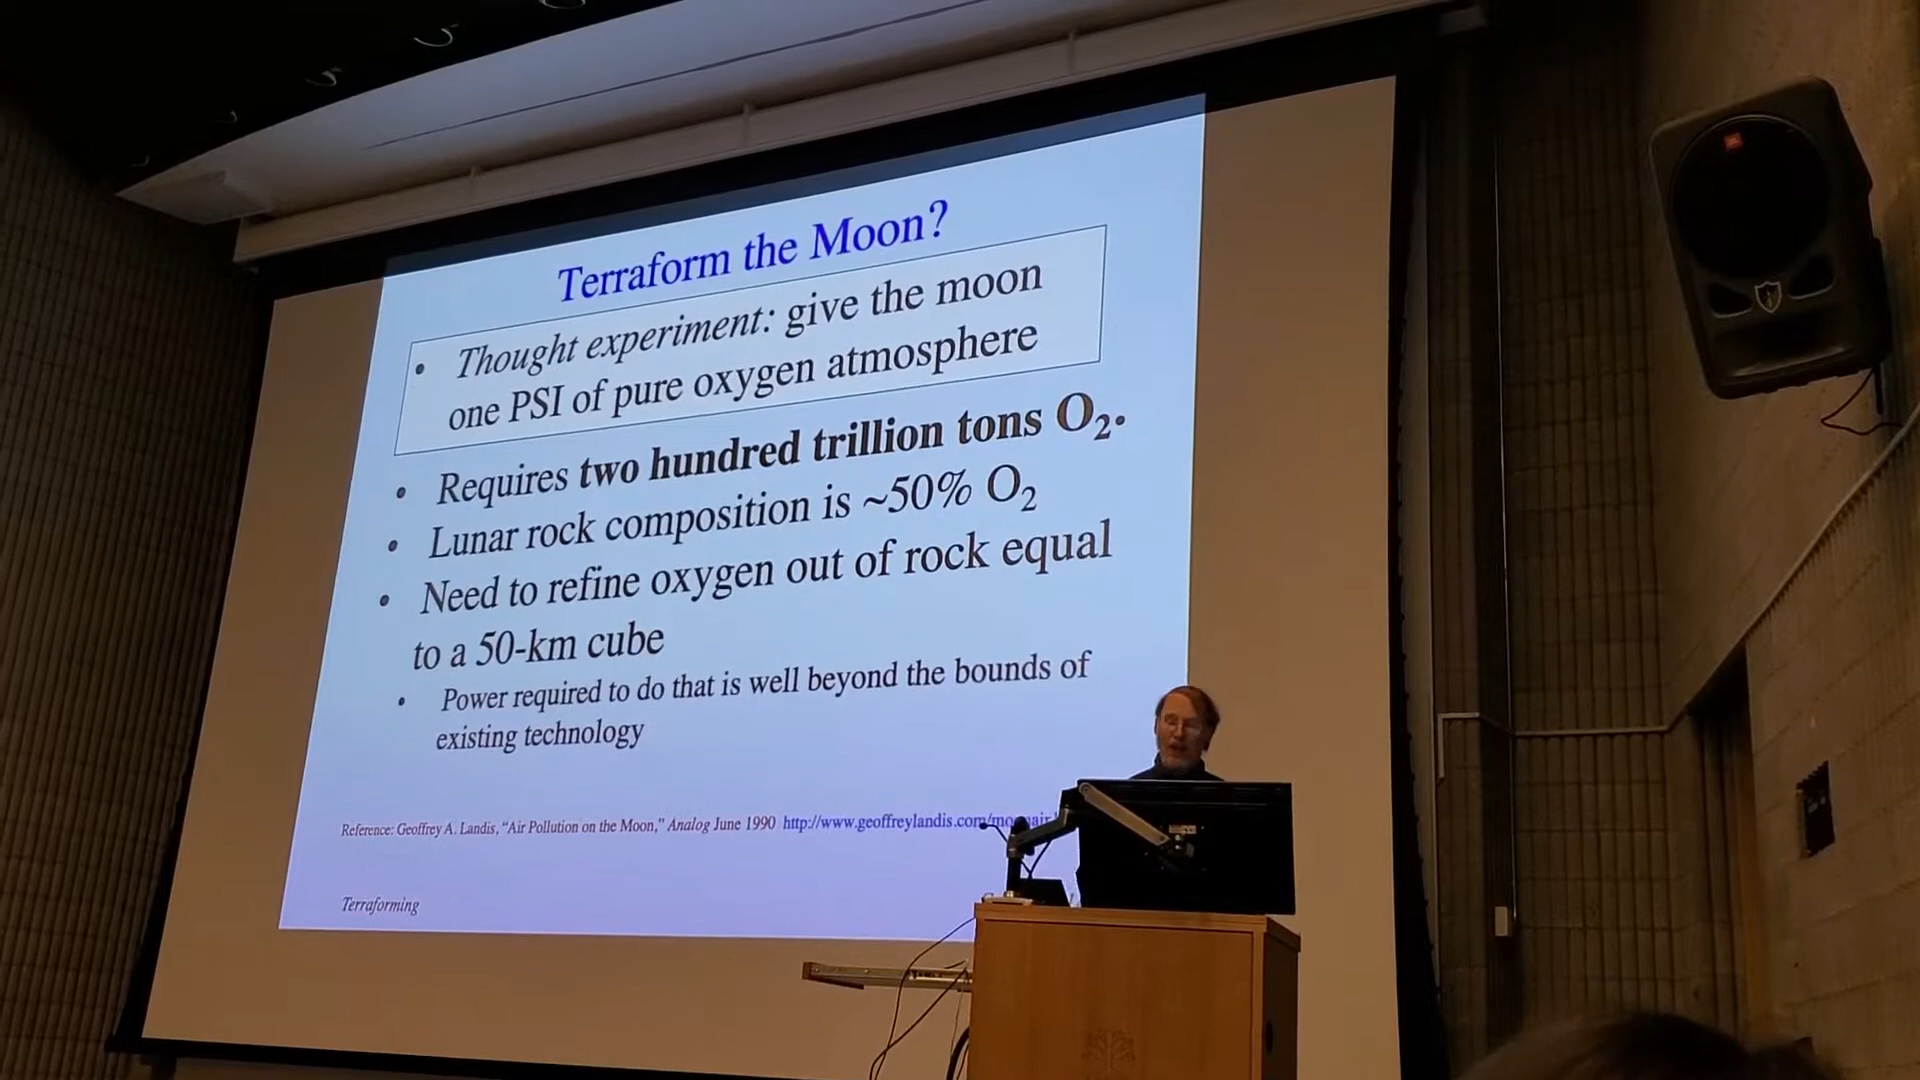 Terraform the Moon?
• Thought experiment: give the moon
one PSI of pure oxygen atmosphere
• Requires two hundred trillion tons O₂.
• Lunar rock composition is ~50% O₂
• Need to refine oxygen out of rock equal
to a 50-km cube
• Power required to do that is well beyond the bounds of
existing technology
Reference: Geoffrey A. Landis, “Air Pollution on the Moon,” Analog June 1990 http://www.geoffreylandis.com/
Terraforming